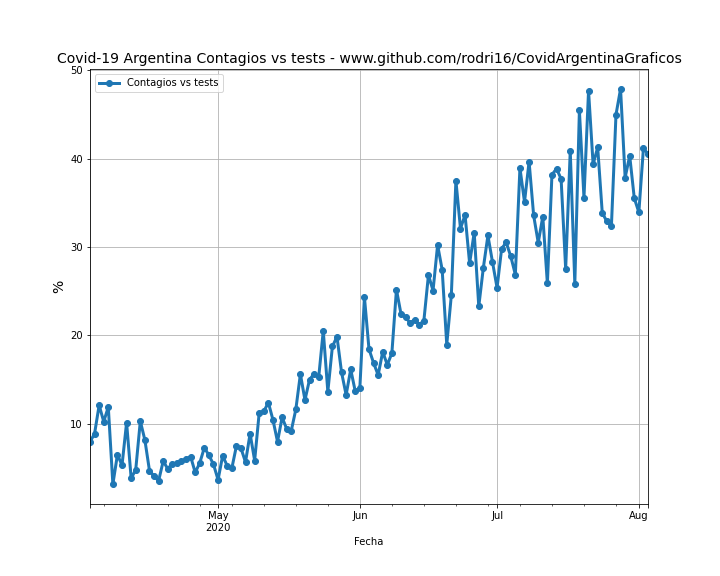 Covid-19 Argentina Contagios vs tests - www.github.com/rodri16/CovidArgentinaGraficos
50
Contagios vs tests
40
30
%
20
10
May
2020
Jun
Jul
Aug
Fecha